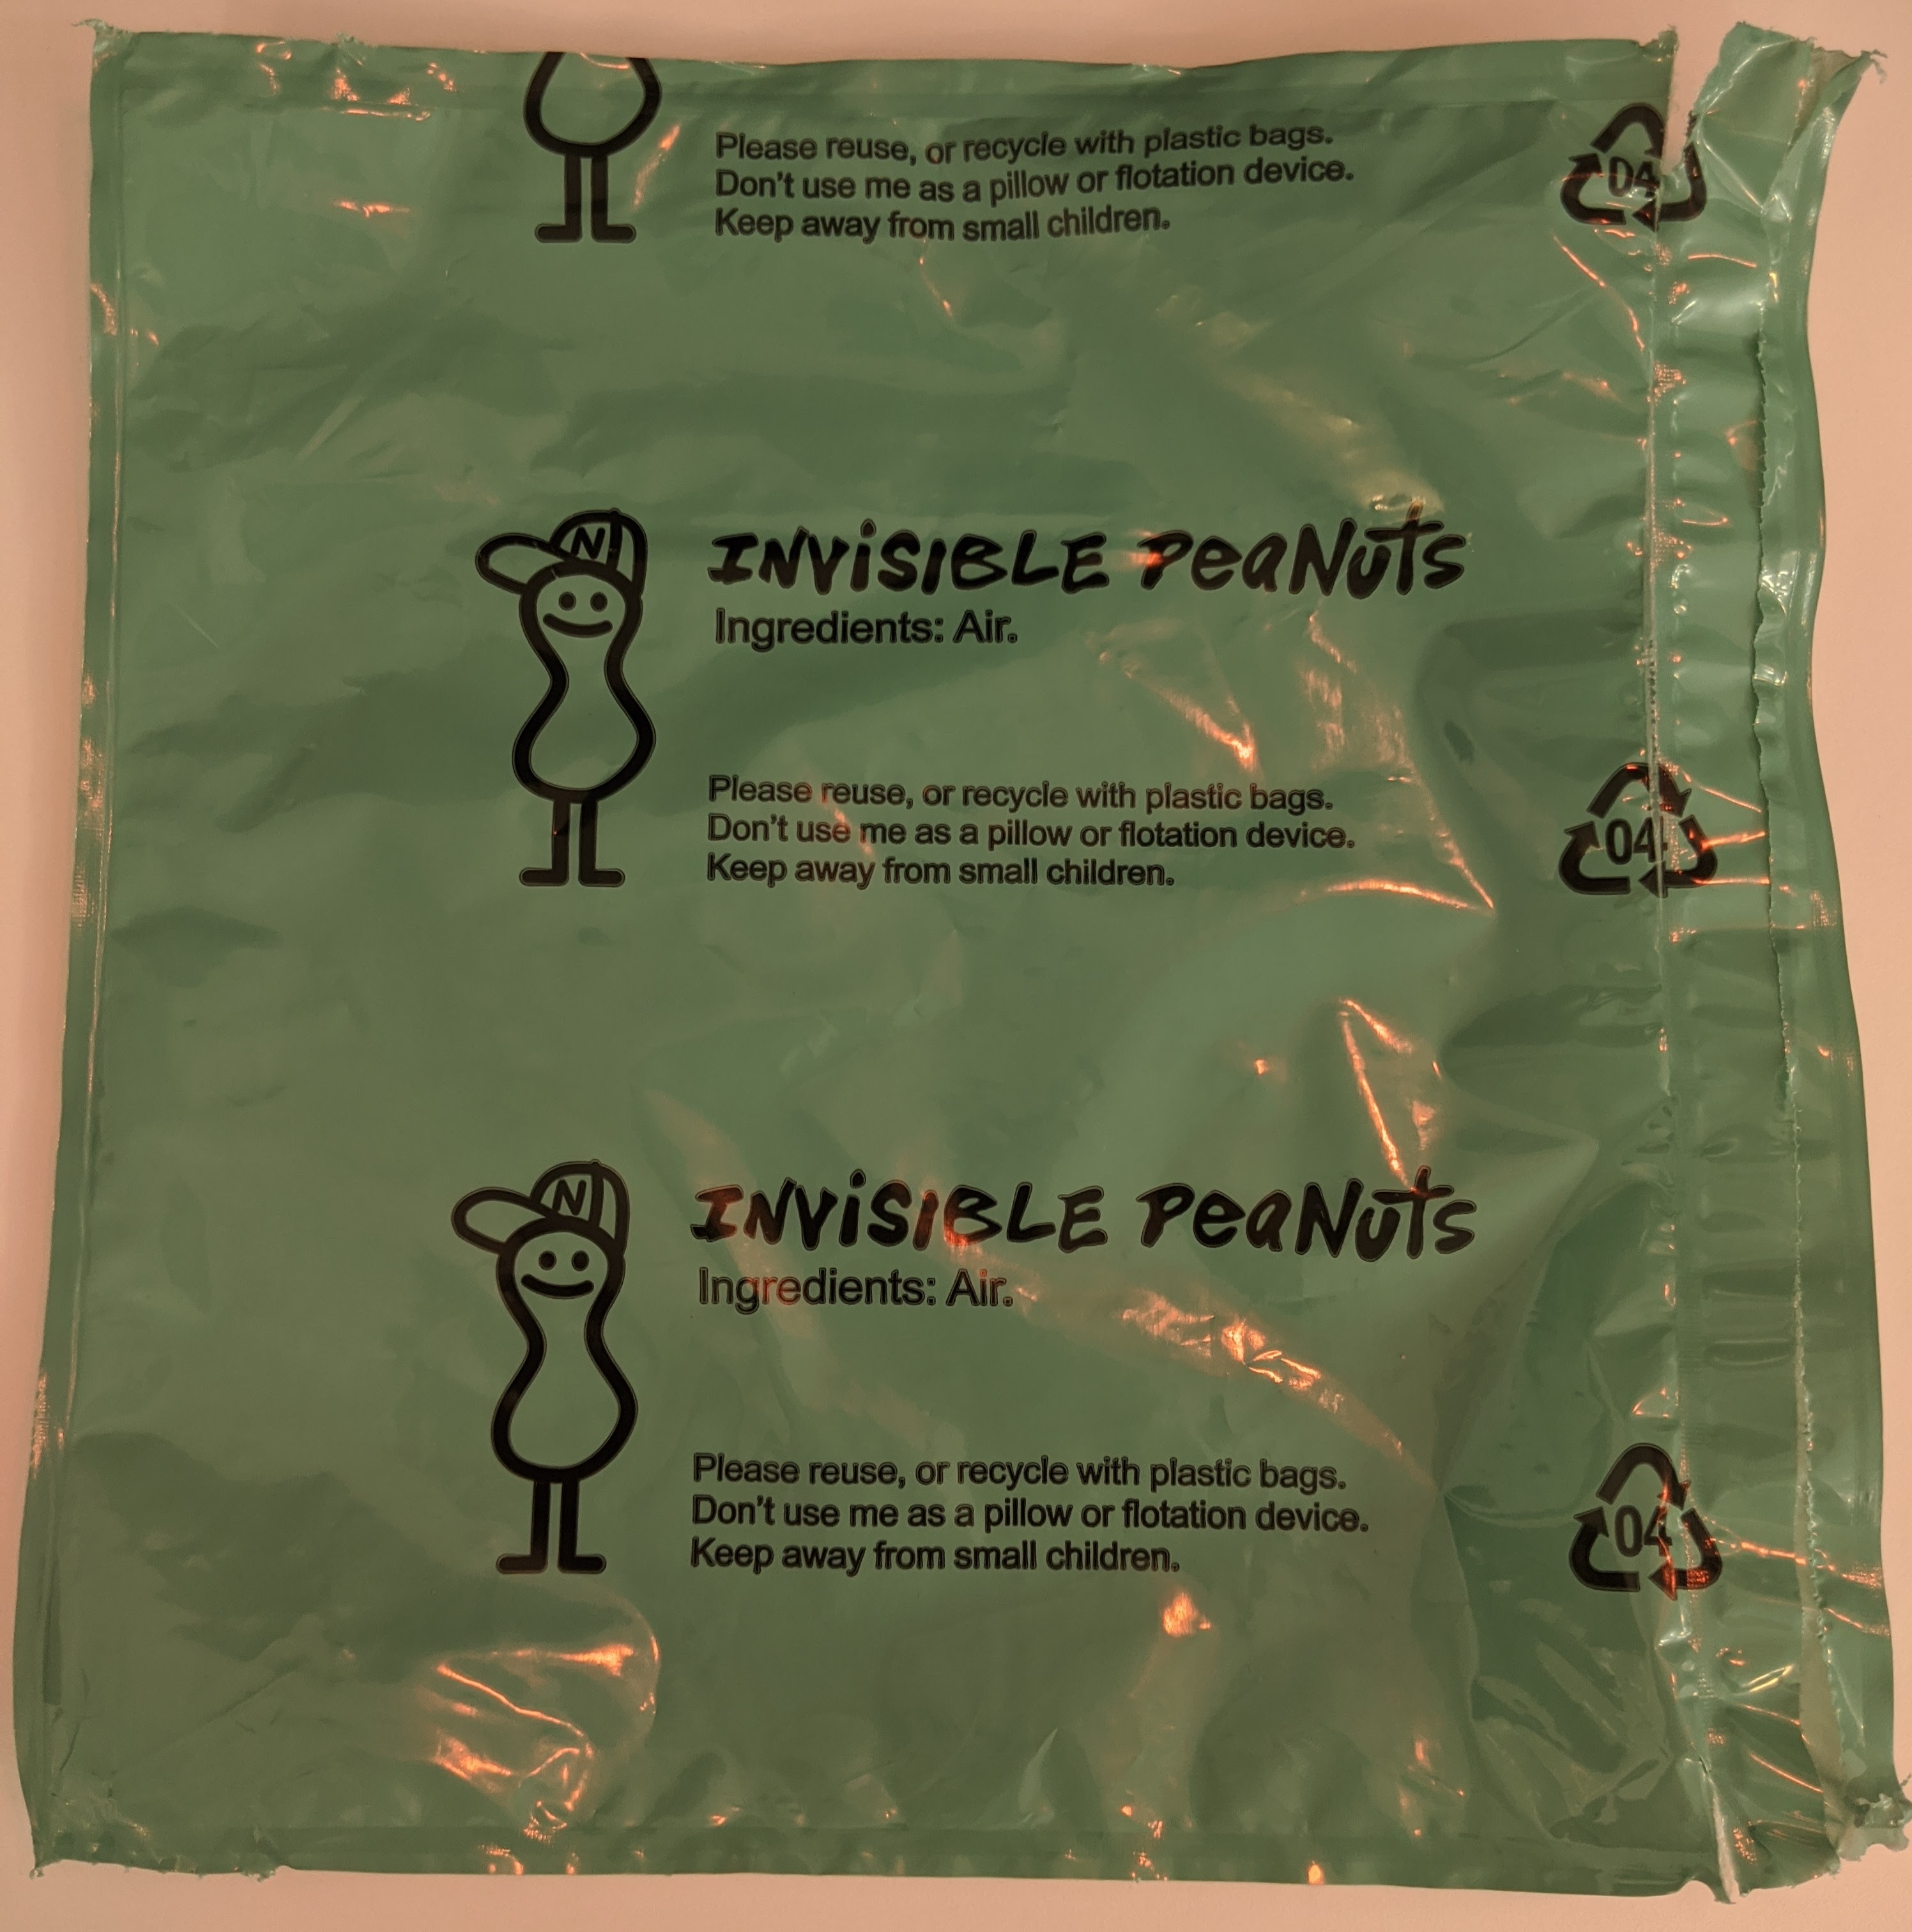 Please reuse, or recycle with plastic bags.
Don't use me as a pillow or flotation device.
Keep away from small children.
04
N
INVISIBLE PeaNuts
Ingredients: Air.
Please reuse, or recycle with plastic bags.
Don't use me as a pillow or flotation device.
Keep away from small children.
04
N
INVISIBLE PeaNuts
Ingredients: Air.
Please reuse, or recycle with plastic bags.
Don't use me as a pillow or flotation device.
Keep away from small children.
04